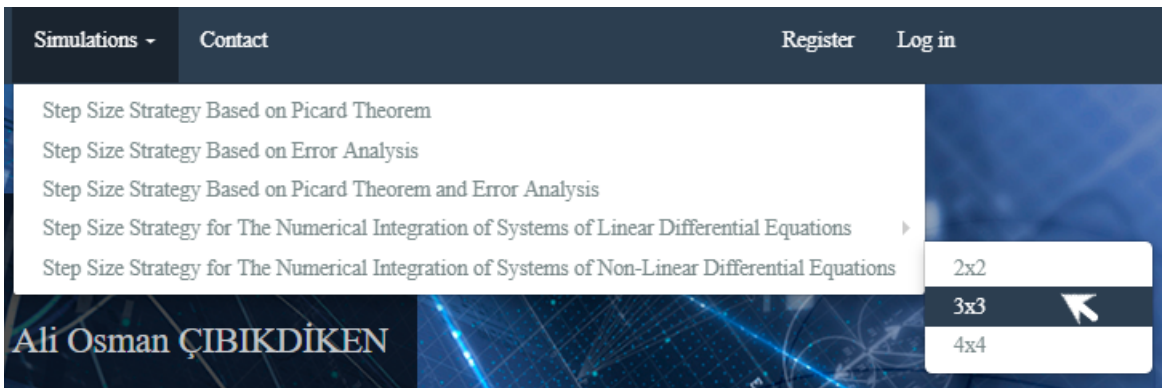 Simulations Contact Register Log in
Step Size Strategy Based on Picard Theorem
Step Size Strategy Based on Error Analysis
Step Size Strategy Based on Picard Theorem and Error Analysis
Step Size Strategy for The Numerical Integration of Systems of Linear Differential Equations
Step Size Strategy for The Numerical Integration of Systems of Non-Linear Differential Equations
2x2
3x3
4x4
Ali Osman ÇIBIKDİKEN